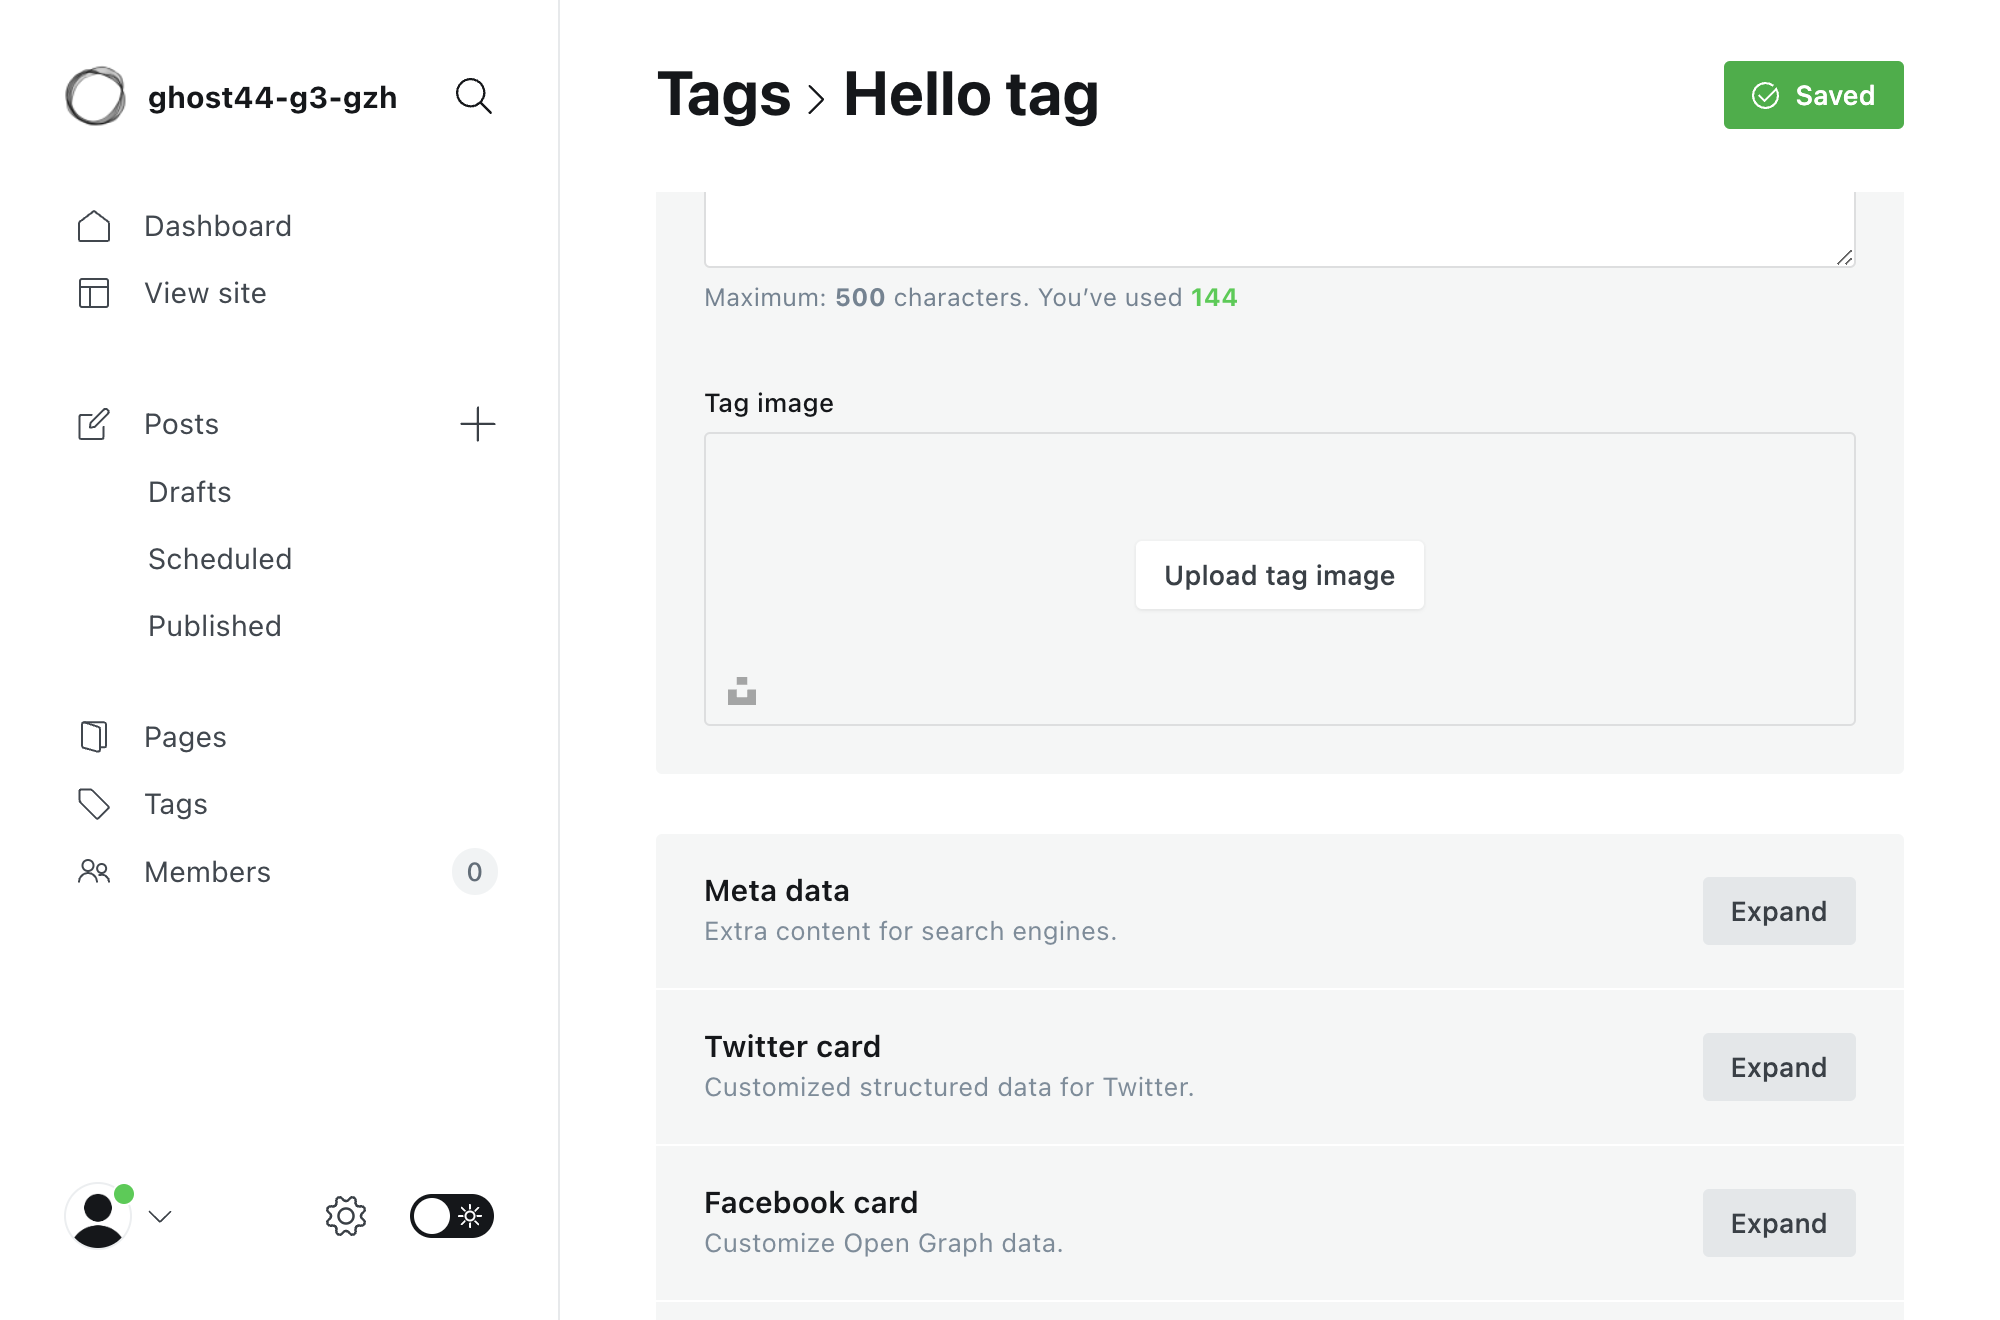 ghost44-g3-gzh
Dashboard
View site
Posts
Drafts
Scheduled
Published
Pages
Tags
Members 0
Tags > Hello tag
Saved
Maximum: 500 characters. You’ve used 144
Tag image
Upload tag image
Meta data
Extra content for search engines.
Expand
Twitter card
Customized structured data for Twitter.
Expand
Facebook card
Customize Open Graph data.
Expand